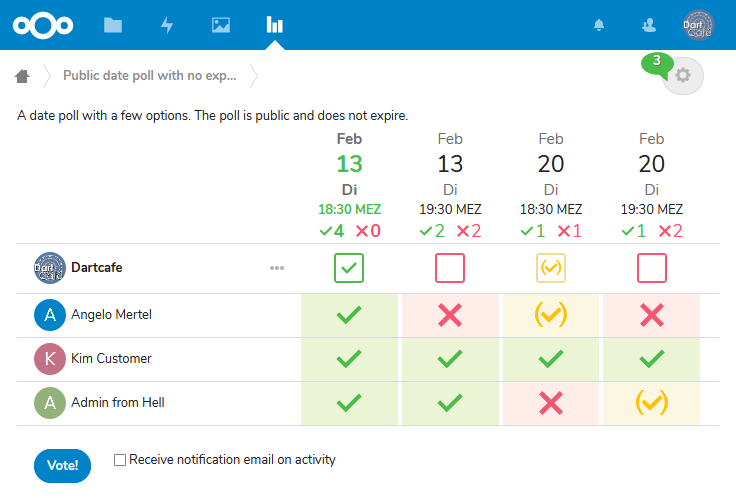 Dart Cafe
Public date poll with no exp...
3
A date poll with a few options. The poll is public and does not expire.
Feb Feb Feb Feb
13 13 20 20
Di Di Di Di
18:30 MEZ 19:30 MEZ 18:30 MEZ 19:30 MEZ
4 0 2 2 1 1 1 2
Dartcafe
A Angelo Mertel
K Kim Customer
A Admin from Hell
Vote! Receive notification email on activity